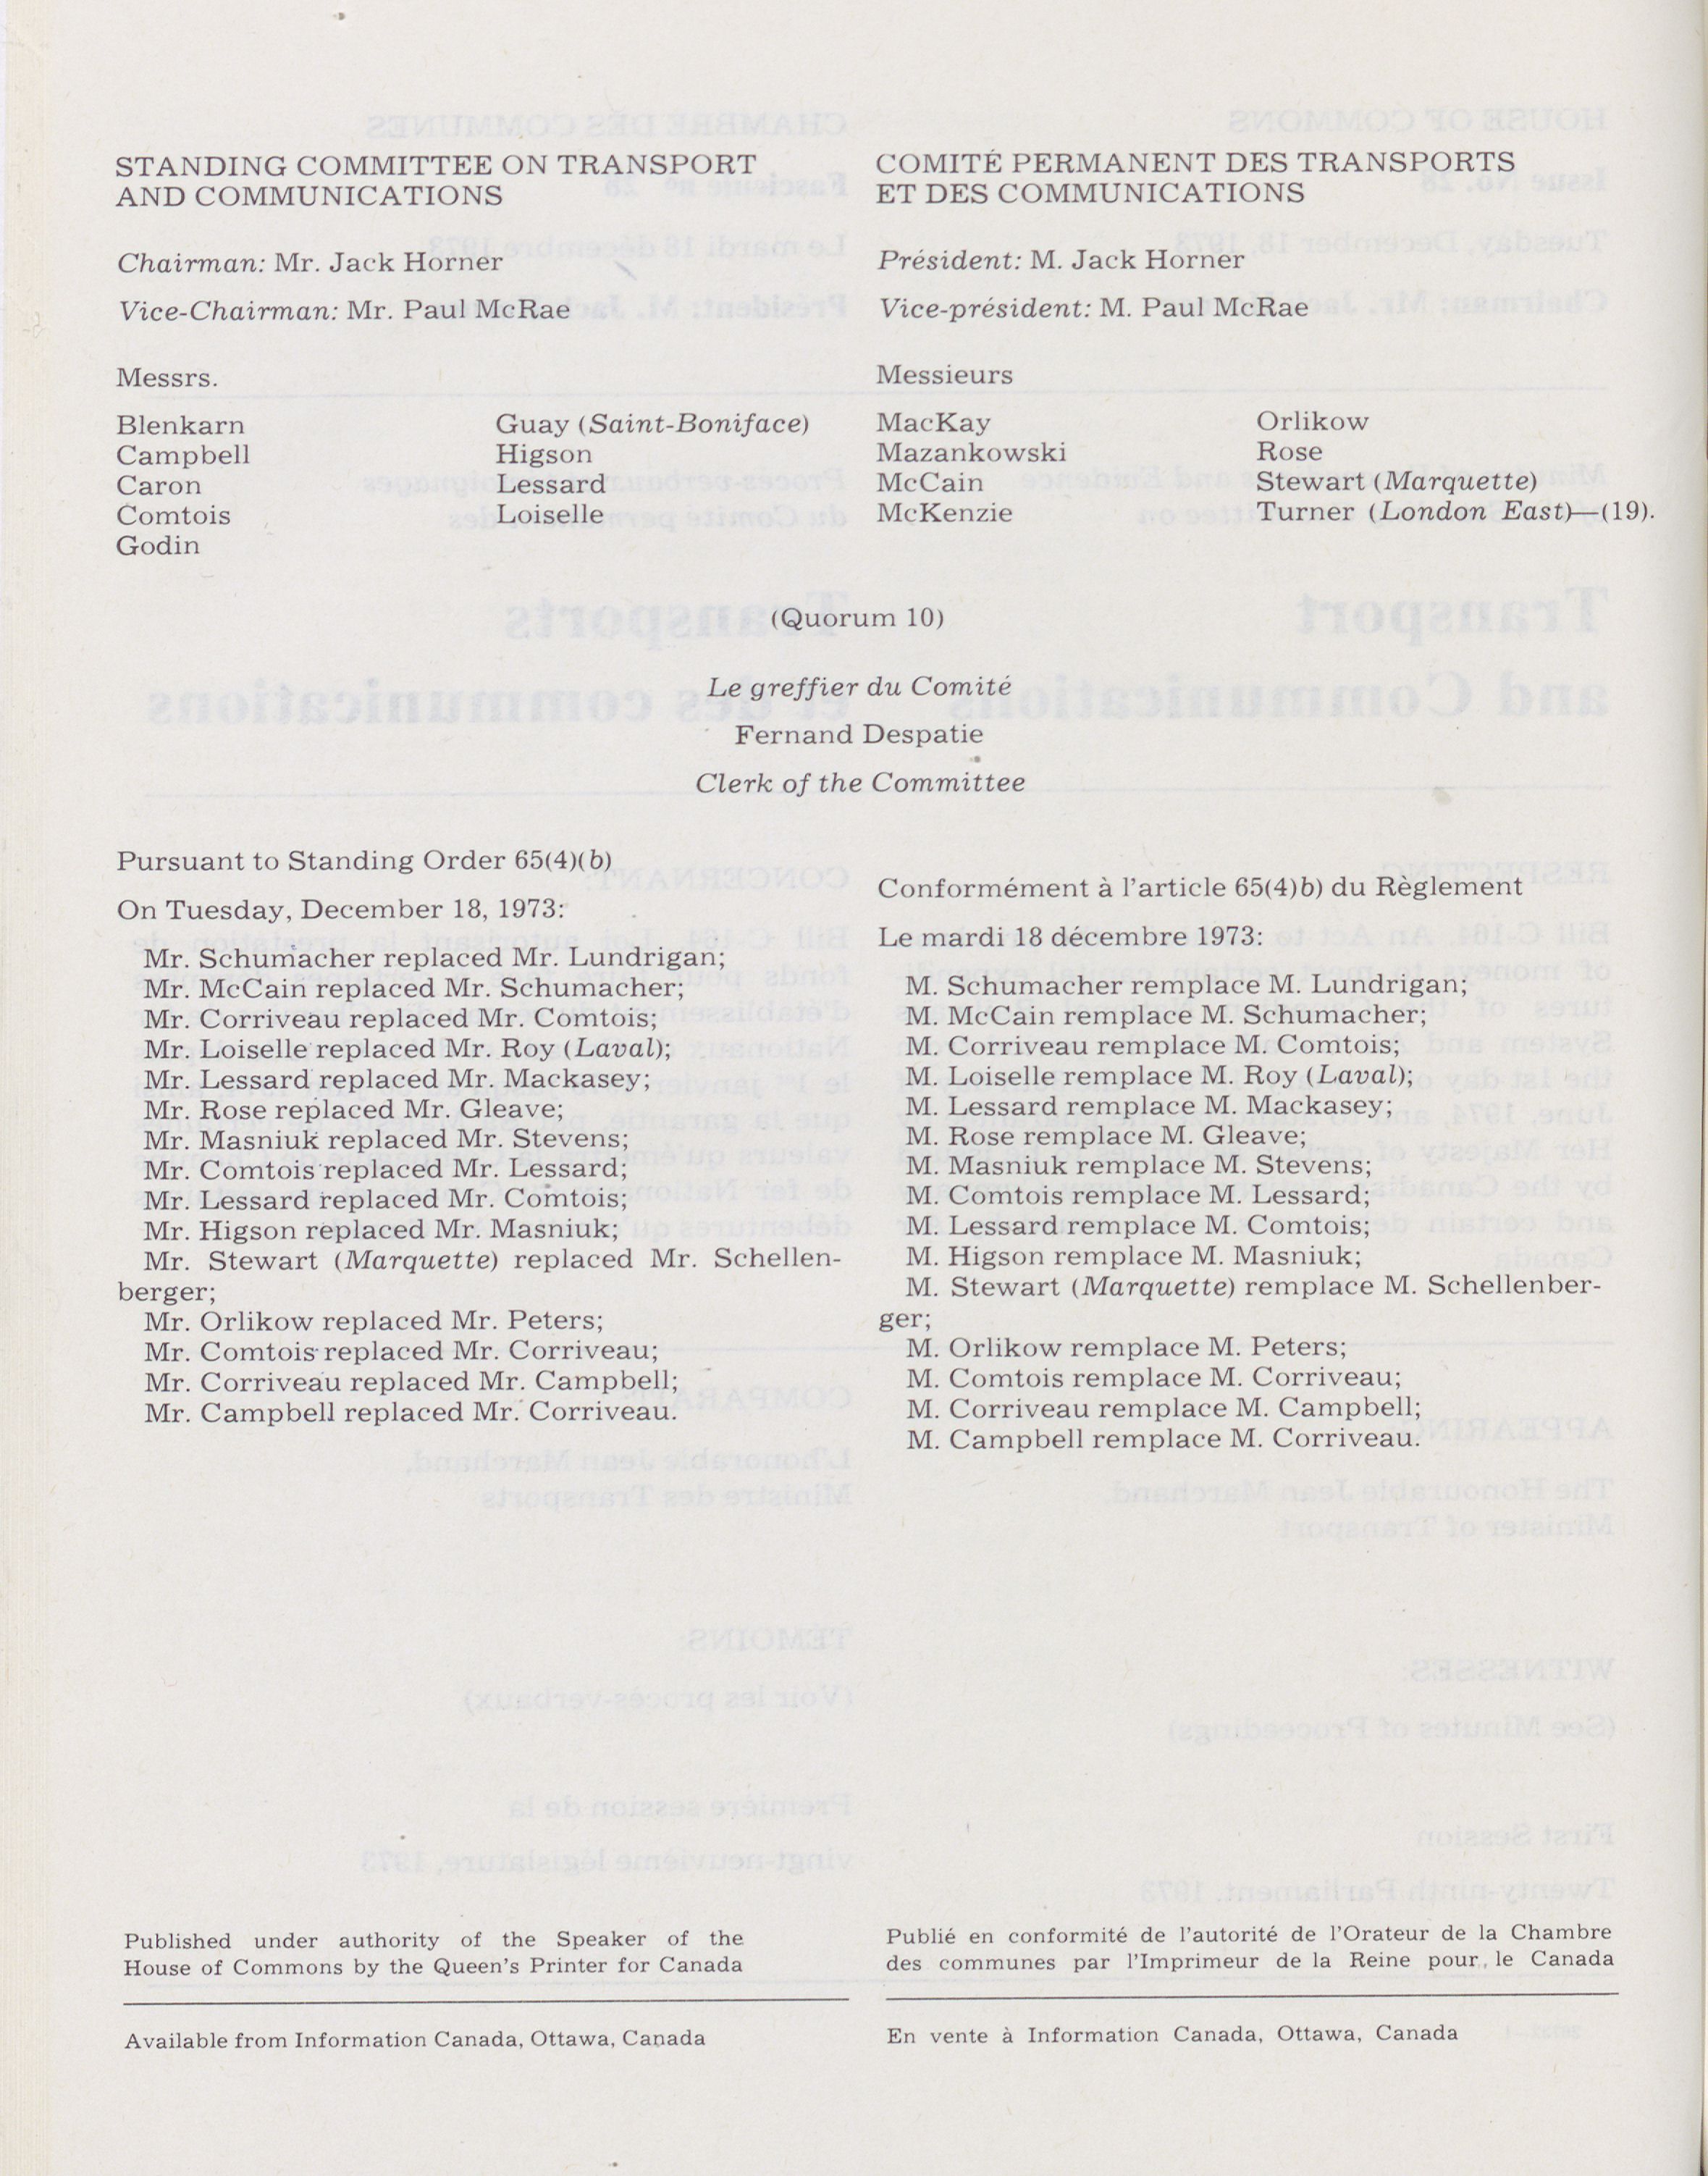 STANDING COMMITTEE ON TRANSPORT
AND COMMUNICATIONS
Chairman: Mr. Jack Horner
Vice-Chairman: Mr. Paul McRae
Messrs.
Blenkarn
Campbell
Caron
Comtois
Godin
Guay (Saint-Boniface)
Higson
Lessard
Loiselle
COMITÉ PERMANENT DES TRANSPORTS
ET DES COMMUNICATIONS
Président: M. Jack Horner
Vice-président: M. Paul McRae
Messieurs
MacKay
Mazankowski
McCain
McKenzie
Orlikow
Rose
Stewart (Marquette)
Turner (London East)—(19).
(Quorum 10)
Le greffier du Comité
Fernand Despatie
Clerk of the Committee
Pursuant to Standing Order 65(4)(b)
On Tuesday, December 18, 1973:
Mr. Schumacher replaced Mr. Lundrigan;
Mr. McCain replaced Mr. Schumacher;
Mr. Corriveau replaced Mr. Comtois;
Mr. Loiselle replaced Mr. Roy (Laval);
Mr. Lessard replaced Mr. Mackasey;
Mr. Rose replaced Mr. Gleave;
Mr. Masniuk replaced Mr. Stevens;
Mr. Comtois replaced Mr. Lessard;
Mr. Lessard replaced Mr. Comtois;
Mr. Higson replaced Mr. Masniuk;
Mr. Stewart (Marquette) replaced Mr. Schellen-
berger;
Mr. Orlikow replaced Mr. Peters;
Mr. Comtois replaced Mr. Corriveau;
Mr. Corriveau replaced Mr. Campbell;
Mr. Campbell replaced Mr. Corriveau.
Conformément à l'article 65(4)b) du Règlement
Le mardi 18 décembre 1973:
M. Schumacher remplace M. Lundrigan;
M. McCain remplace M. Schumacher;
M. Corriveau remplace M. Comtois;
M. Loiselle remplace M. Roy (Laval);
M. Lessard remplace M. Mackasey;
M. Rose remplace M. Gleave;
M. Masniuk remplace M. Stevens;
M. Comtois remplace M. Lessard;
M. Lessard remplace M. Comtois;
M. Higson remplace M. Masniuk;
M. Stewart (Marquette) remplace M. Schellenber-
ger;
M. Orlikow remplace M. Peters;
M. Comtois remplace M. Corriveau;
M. Corriveau remplace M. Campbell;
M. Campbell remplace M. Corriveau.
Published under authority of the Speaker of the
House of Commons by the Queen's Printer for Canada
Available from Information Canada, Ottawa, Canada
Publié en conformité de l'autorité de l'Orateur de la Chambre
des communes par l'Imprimeur de la Reine pour le Canada
En vente à Information Canada, Ottawa, Canada